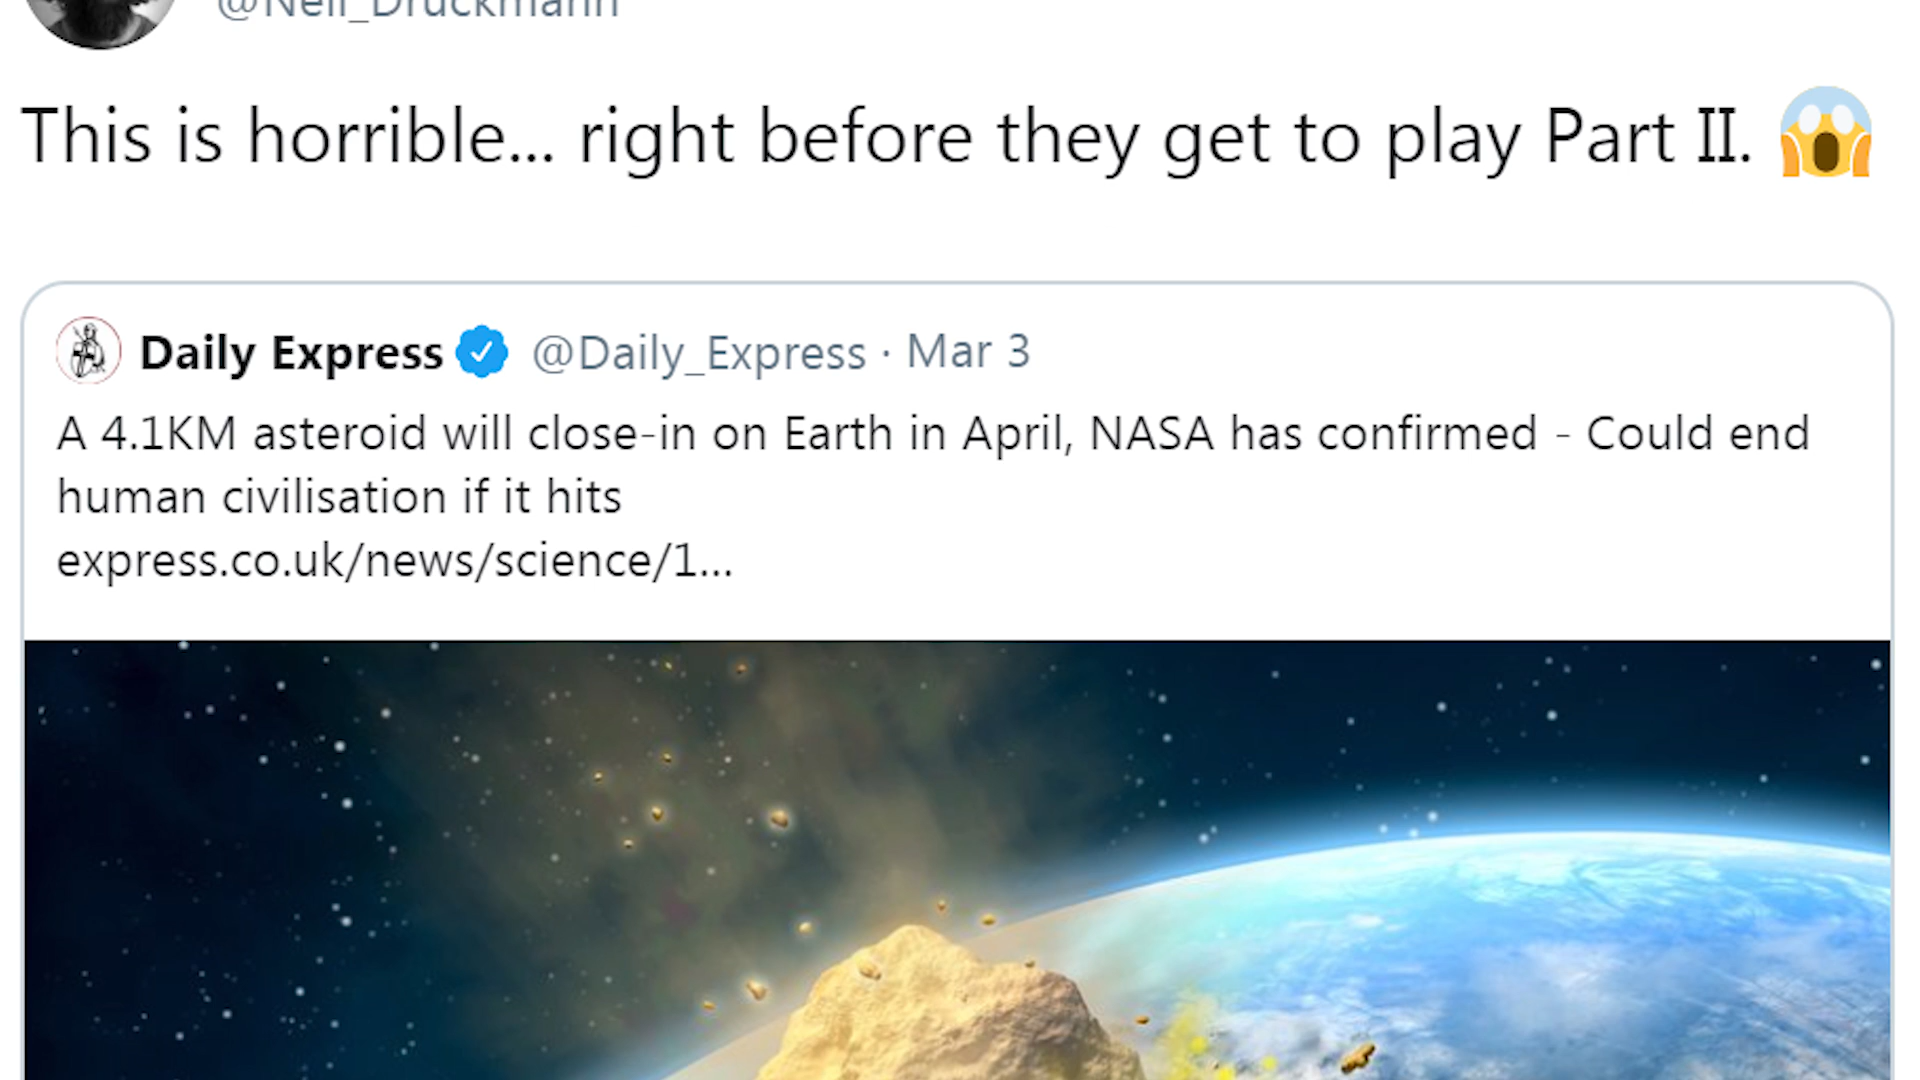 @Neil_Druckmann
This is horrible... right before they get to play Part II. 😱
Daily Express @Daily_Express · Mar 3
A 4.1KM asteroid will close-in on Earth in April, NASA has confirmed - Could end
human civilisation if it hits
express.co.uk/news/science/1...